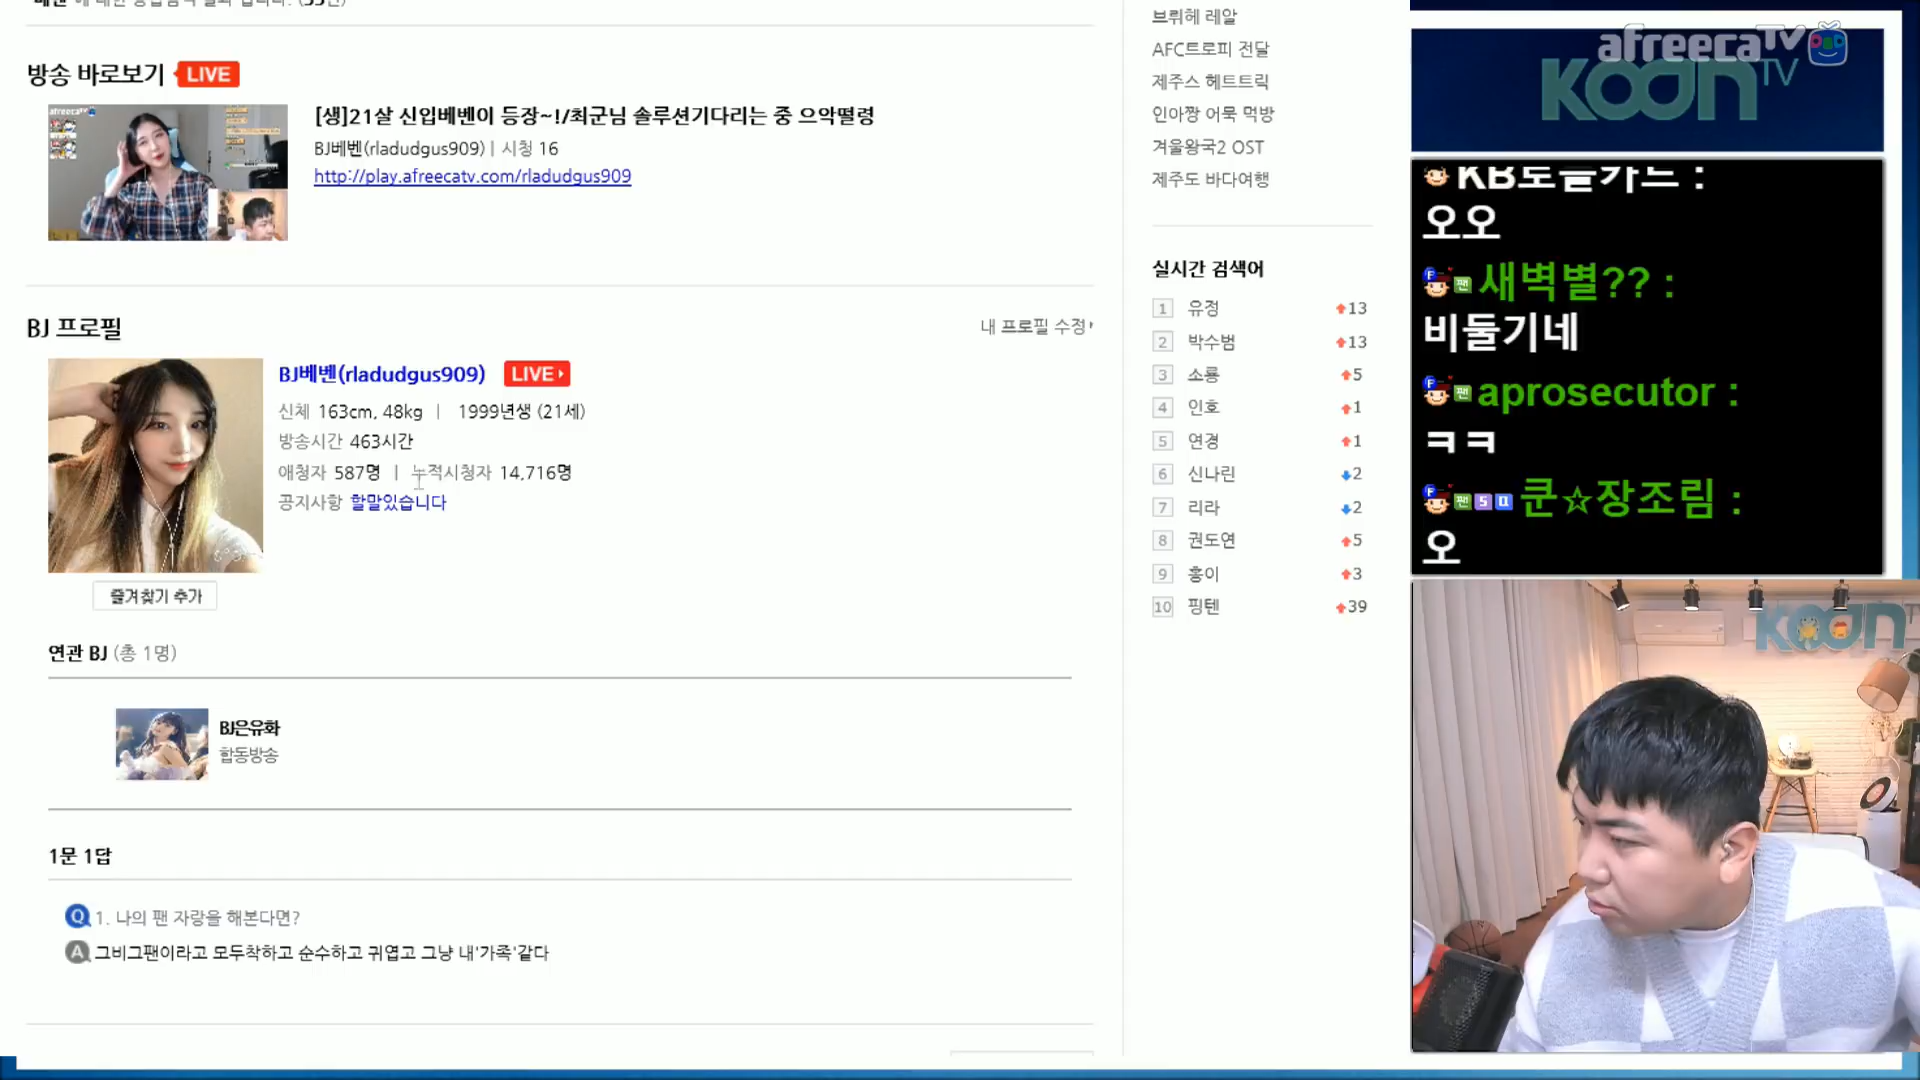 방송 바로보기 LIVE
[생]21살 신입베벤이 등장~!/최군님 솔루션기다리는 중 으악떨령
BJ베벤(rladudgus909) | 시청 16
http://play.afreecatv.com/rladudgus909
BJ 프로필
내 프로필 수정
BJ베벤(rladudgus909) LIVE
신체 163cm, 48kg | 1999년생 (21세)
방송시간 463시간
애청자 587명 | 누적시청자 14,716명
공지사항 할말있습니다
즐겨찾기 추가
연관 BJ (총 1명)
BJ은유화
합동방송
1문 1답
Q 1. 나의 팬 자랑을 해본다면?
A 그비그팬이라고 모두착하고 순수하고 귀엽고 그냥 내'가족'같다
브뤼헤 레알
AFC트로피 전달
제주스 헤트트릭
인아짱 어묵 먹방
겨울왕국2 OST
제주도 바다여행
실시간 검색어
1 유정 13
2 박수범 13
3 소룡 5
4 인호 1
5 연경 1
6 신나린 2
7 리라 2
8 권도연 5
9 홍이 3
10 핑텐 39
afreecaTV
KOON TV
오오
F 팬 새벽별?? :
비둘기네
F 팬 aprosecutor :
ㅋㅋ
F 팬 5 쿤☆장조림 :
오
KOON